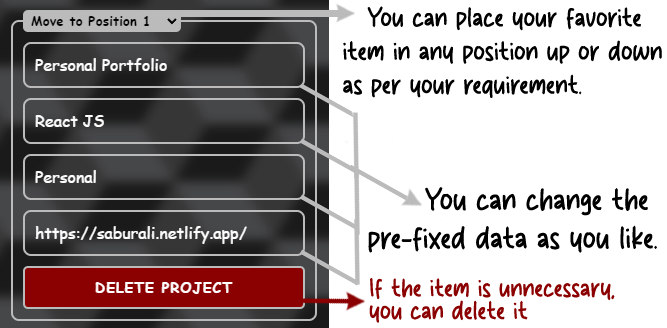 Move to Position 1
You can place your favorite
item in any position up or down
as per your requirement.
Personal Portfolio
React JS
Personal
https://saburali.netlify.app/
You can change the
pre-fixed data as you like.
DELETE PROJECT
If the item is unnecessary,
you can delete it